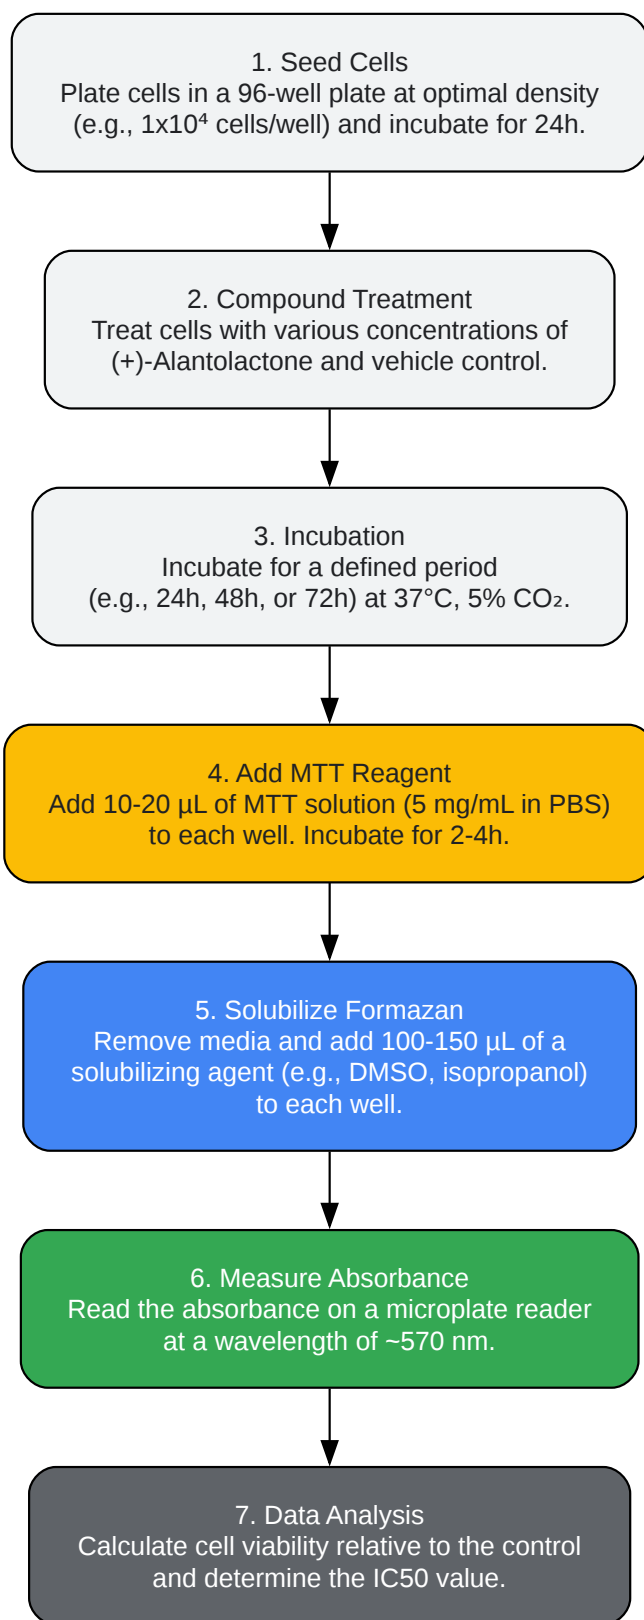 1. Seed Cells
Plate cells in a 96-well plate at optimal density
(e.g., 1x10⁴ cells/well) and incubate for 24h.
2. Compound Treatment
Treat cells with various concentrations of
(+)-Alantolactone and vehicle control.
3. Incubation
Incubate for a defined period
(e.g., 24h, 48h, or 72h) at 37°C, 5% CO₂.
4. Add MTT Reagent
Add 10-20 µL of MTT solution (5 mg/mL in PBS)
to each well. Incubate for 2-4h.
5. Solubilize Formazan
Remove media and add 100-150 µL of a
solubilizing agent (e.g., DMSO, isopropanol)
to each well.
6. Measure Absorbance
Read the absorbance on a microplate reader
at a wavelength of ~570 nm.
7. Data Analysis
Calculate cell viability relative to the control
and determine the IC50 value.